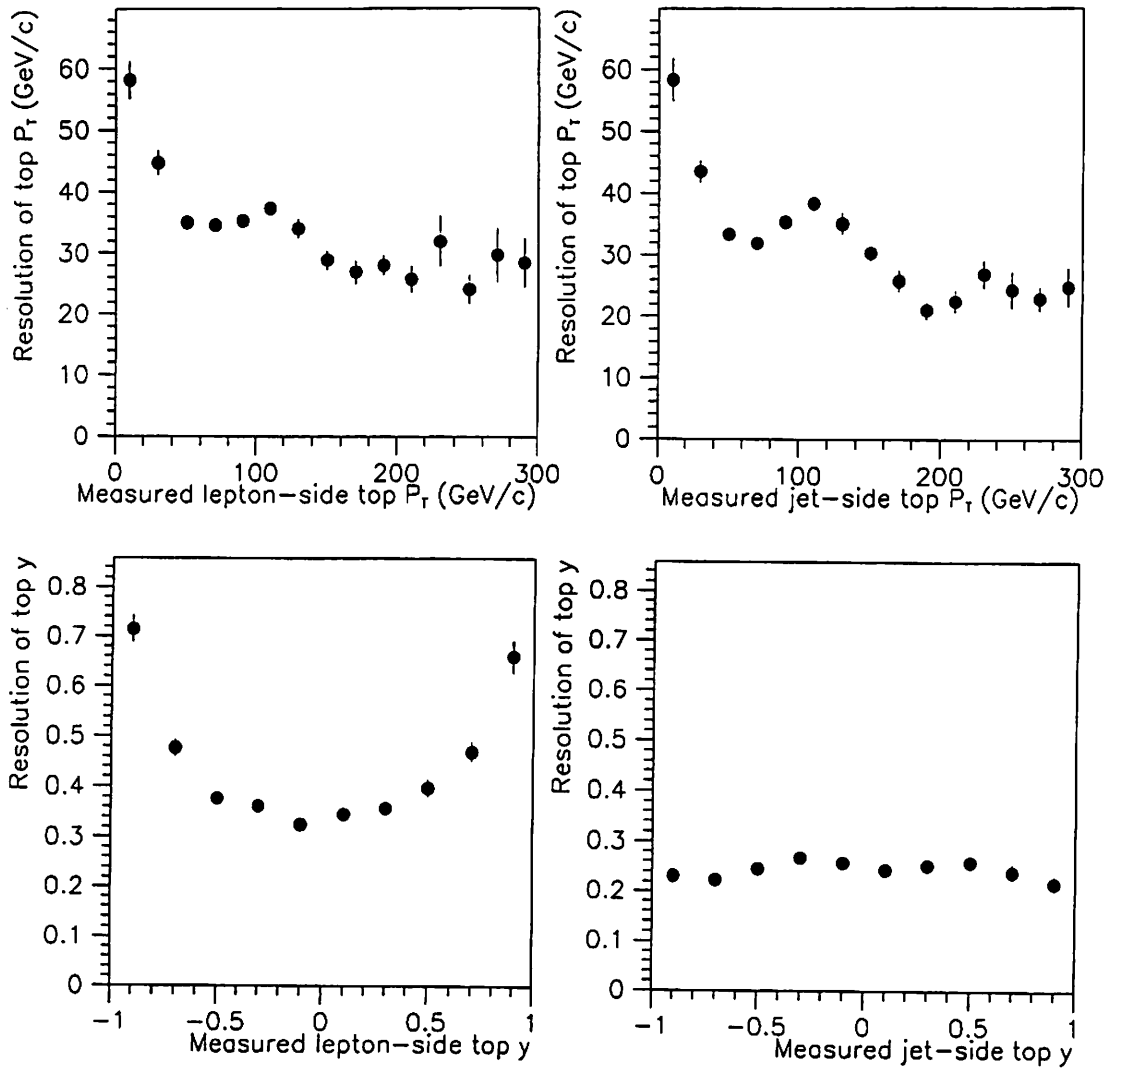 Resolution of top P_T (GeV/c)
60
50
40
30
20
10
0
0 100 200 300
Measured lepton-side top P_T (GeV/c)
Resolution of top P_T (GeV/c)
60
50
40
30
20
10
0
0 100 200 300
Measured jet-side top P_T (GeV/c)
Resolution of top y
0.8
0.7
0.6
0.5
0.4
0.3
0.2
0.1
0
-1 -0.5 0 0.5 1
Measured lepton-side top y
Resolution of top y
0.8
0.7
0.6
0.5
0.4
0.3
0.2
0.1
0
-1 -0.5 0 0.5 1
Measured jet-side top y